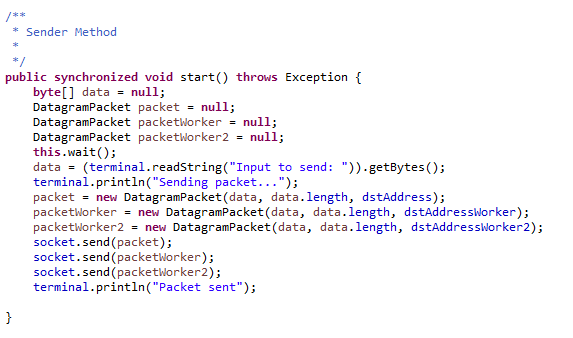 /**
 * Sender Method
 *
 */
public synchronized void start() throws Exception {
    byte[] data = null;
    DatagramPacket packet = null;
    DatagramPacket packetWorker = null;
    DatagramPacket packetWorker2 = null;
    this.wait();
    data = (terminal.readString("Input to send: ")).getBytes();
    terminal.println("Sending packet...");
    packet = new DatagramPacket(data, data.length, dstAddress);
    packetWorker = new DatagramPacket(data, data.length, dstAddressWorker);
    packetWorker2 = new DatagramPacket(data, data.length, dstAddressWorker2);
    socket.send(packet);
    socket.send(packetWorker);
    socket.send(packetWorker2);
    terminal.println("Packet sent");

}